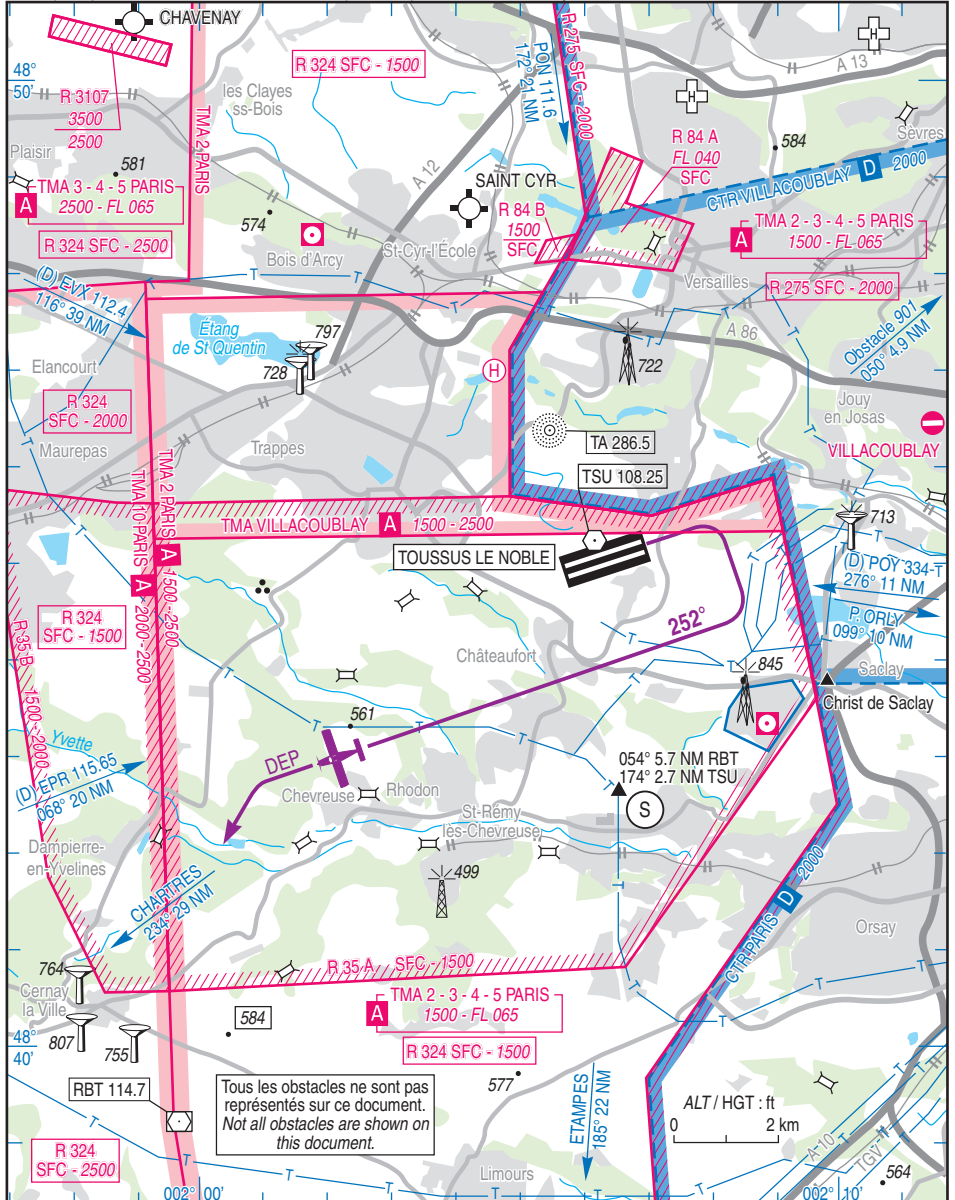 CHAVENAY
48°
50'
R 324 SFC - 1500
R 275 SFC - 2000
PON 111.6
172° 21 NM
A 13
les Clayes
ss-Bois
R 3107
3500
2500
TMA 2 PARIS
Plaisir
581
A 12
R 84 A
FL 040
SFC
584
Sèvres
CTR VILLACOUBLAY D 2000
SAINT CYR
A
TMA 3 - 4 - 5 PARIS
2500 - FL 065
R 324 SFC - 2500
574
Bois d'Arcy
St-Cyr-l'École
R 84 B
1500
SFC
A
TMA 2 - 3 - 4 - 5 PARIS
1500 - FL 065
Versailles
R 275 SFC - 2000
(D) EVX 112.4
116° 39 NM
T
T
T
Étang
de St Quentin
797
728
722
A 86
Obstacle 901
050° 4.9 NM
Elancourt
H
R 324
SFC - 2000
Jouy
en Josas
Maurepas
Trappes
TA 286.5
VILLACOUBLAY
TSU 108.25
TMA 10 PARIS A 2000-2500
TMA 2 PARIS A 1500-2500
TMA VILLACOUBLAY A 1500 - 2500
TOUSSUS LE NOBLE
713
(D) POY 334-T
276° 11 NM
P. ORLY
099° 10 NM
R 324
SFC - 1500
R 35 B
1500 - 2000
252°
T
Châteaufort
845
Saclay
Christ de Saclay
561
T
T
T
Yvette
(D) EPR 115.65
068° 20 NM
DEP
054° 5.7 NM RBT
174° 2.7 NM TSU
S
Chevreuse
Rhodon
St-Rémy
lès-Chevreuse
Dampierre-
en-Yvelines
CHARTRES
234° 29 NM
499
T
Orsay
CTR PARIS D 2000
R 35 A SFC - 1500
764
Cernay
la Ville
807
755
584
A
TMA 2 - 3 - 4 - 5 PARIS
1500 - FL 065
R 324 SFC - 1500
T
T
48°
40'
RBT 114.7
577
Tous les obstacles ne sont pas
représentés sur ce document.
Not all obstacles are shown on
this document.
ETAMPES
185° 22 NM
ALT / HGT : ft
0 2 km
R 324
SFC - 2500
T
T
Limours
A 10
TGV
564
002° 00'
002° 10'